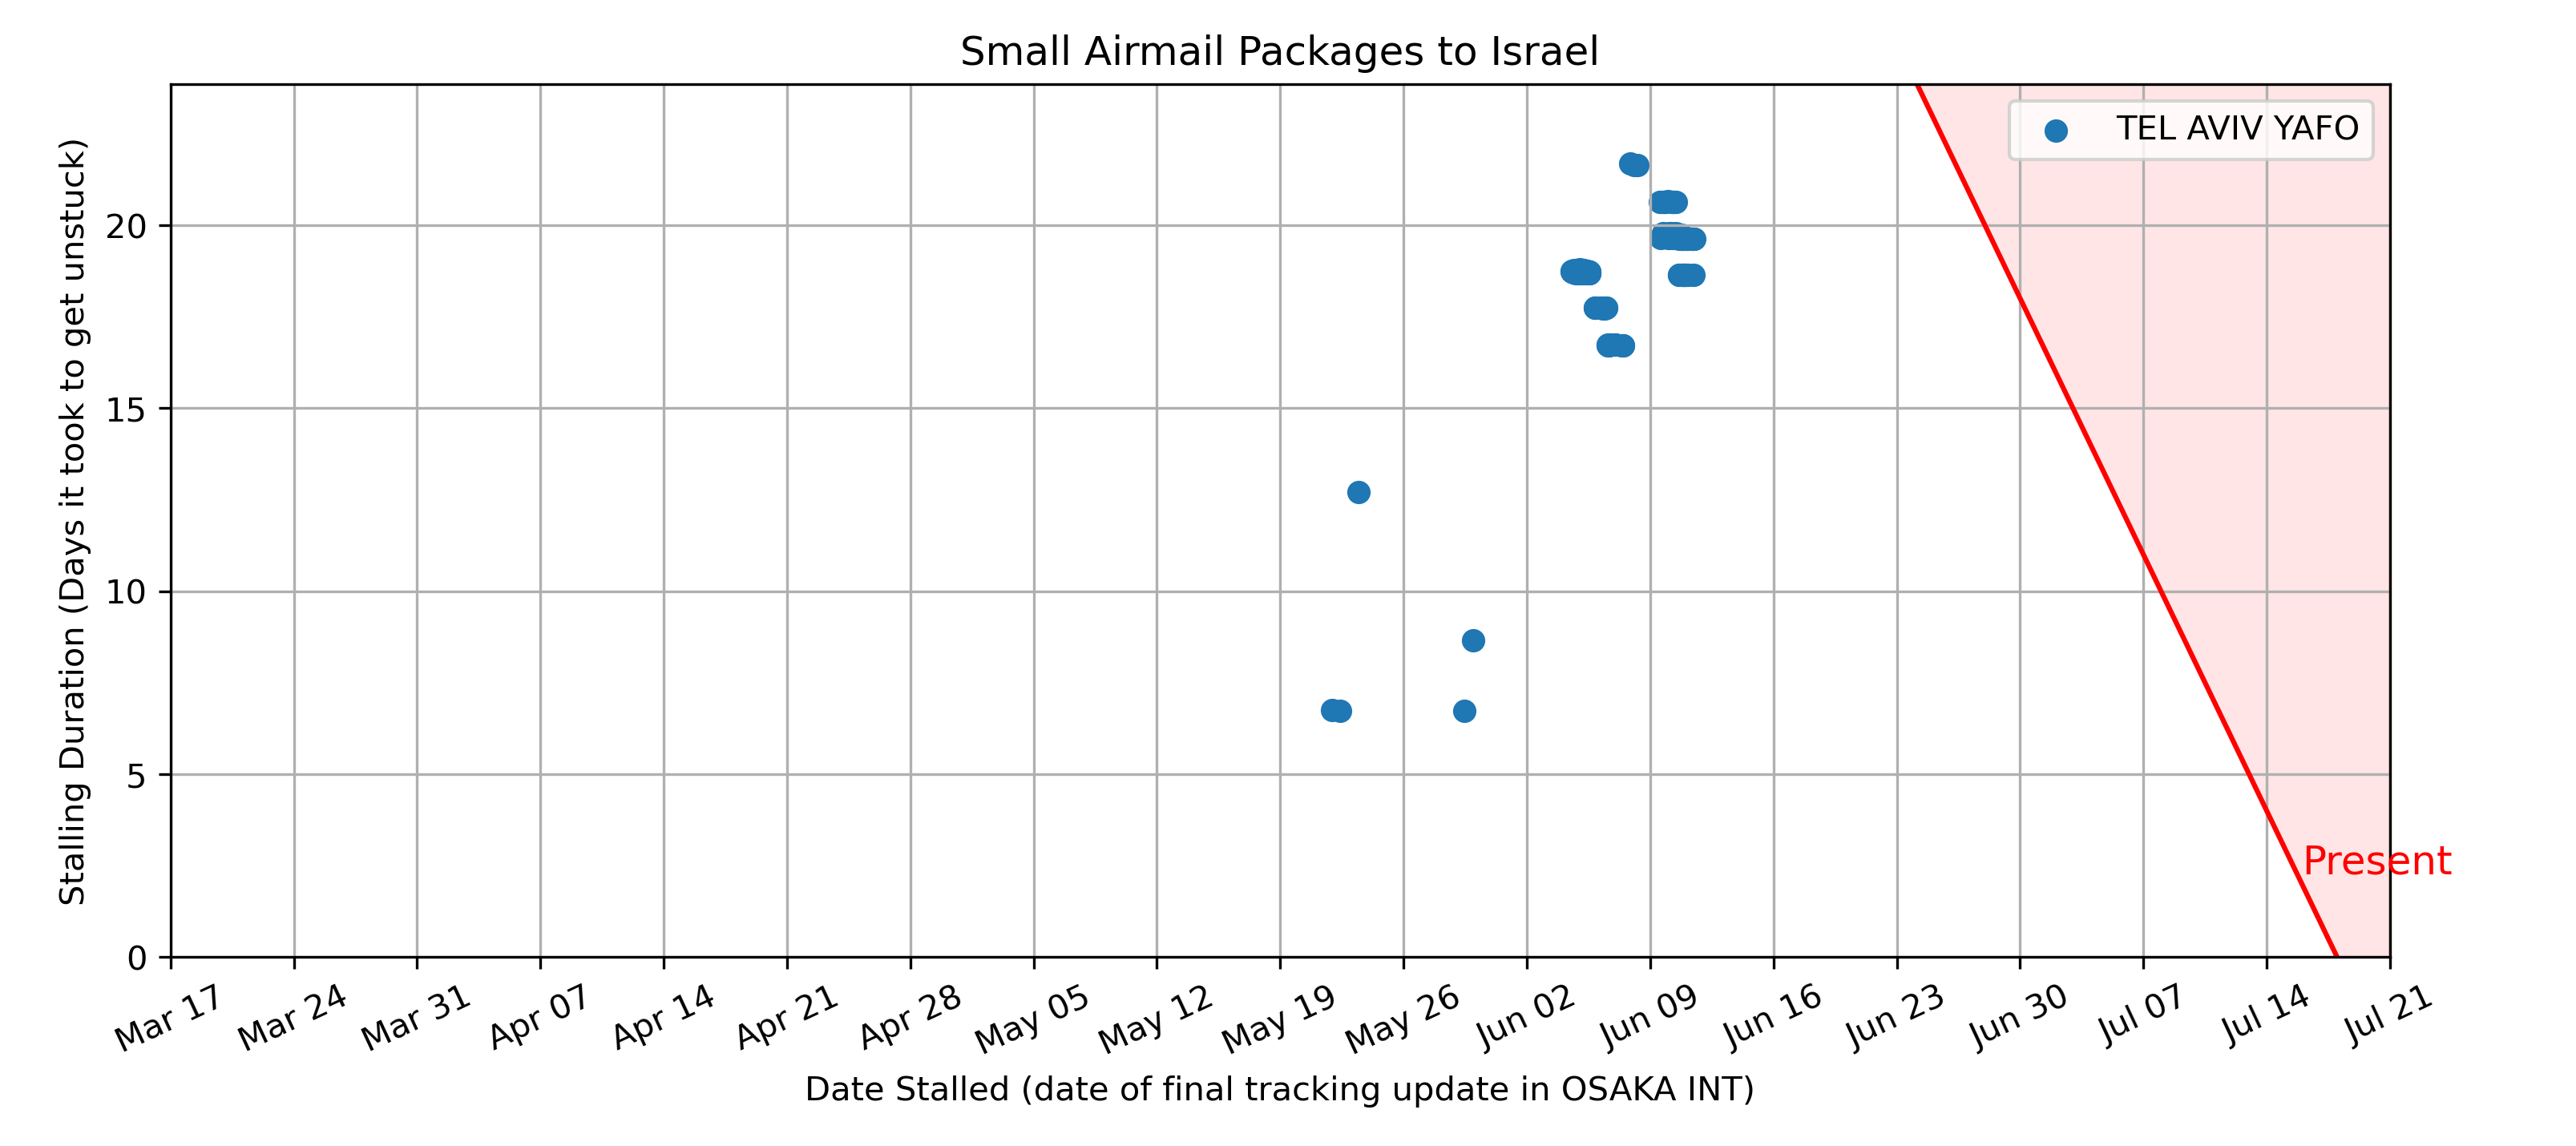 Small Airmail Packages to Israel
TEL AVIV YAFO
Stalling Duration (Days it took to get unstuck)
20
15
10
5
0
Present
Mar 17 Mar 24 Mar 31 Apr 07 Apr 14 Apr 21 Apr 28 May 05 May 12 May 19 May 26 Jun 02 Jun 09 Jun 16 Jun 23 Jun 30 Jul 07 Jul 14 Jul 21
Date Stalled (date of final tracking update in OSAKA INT)